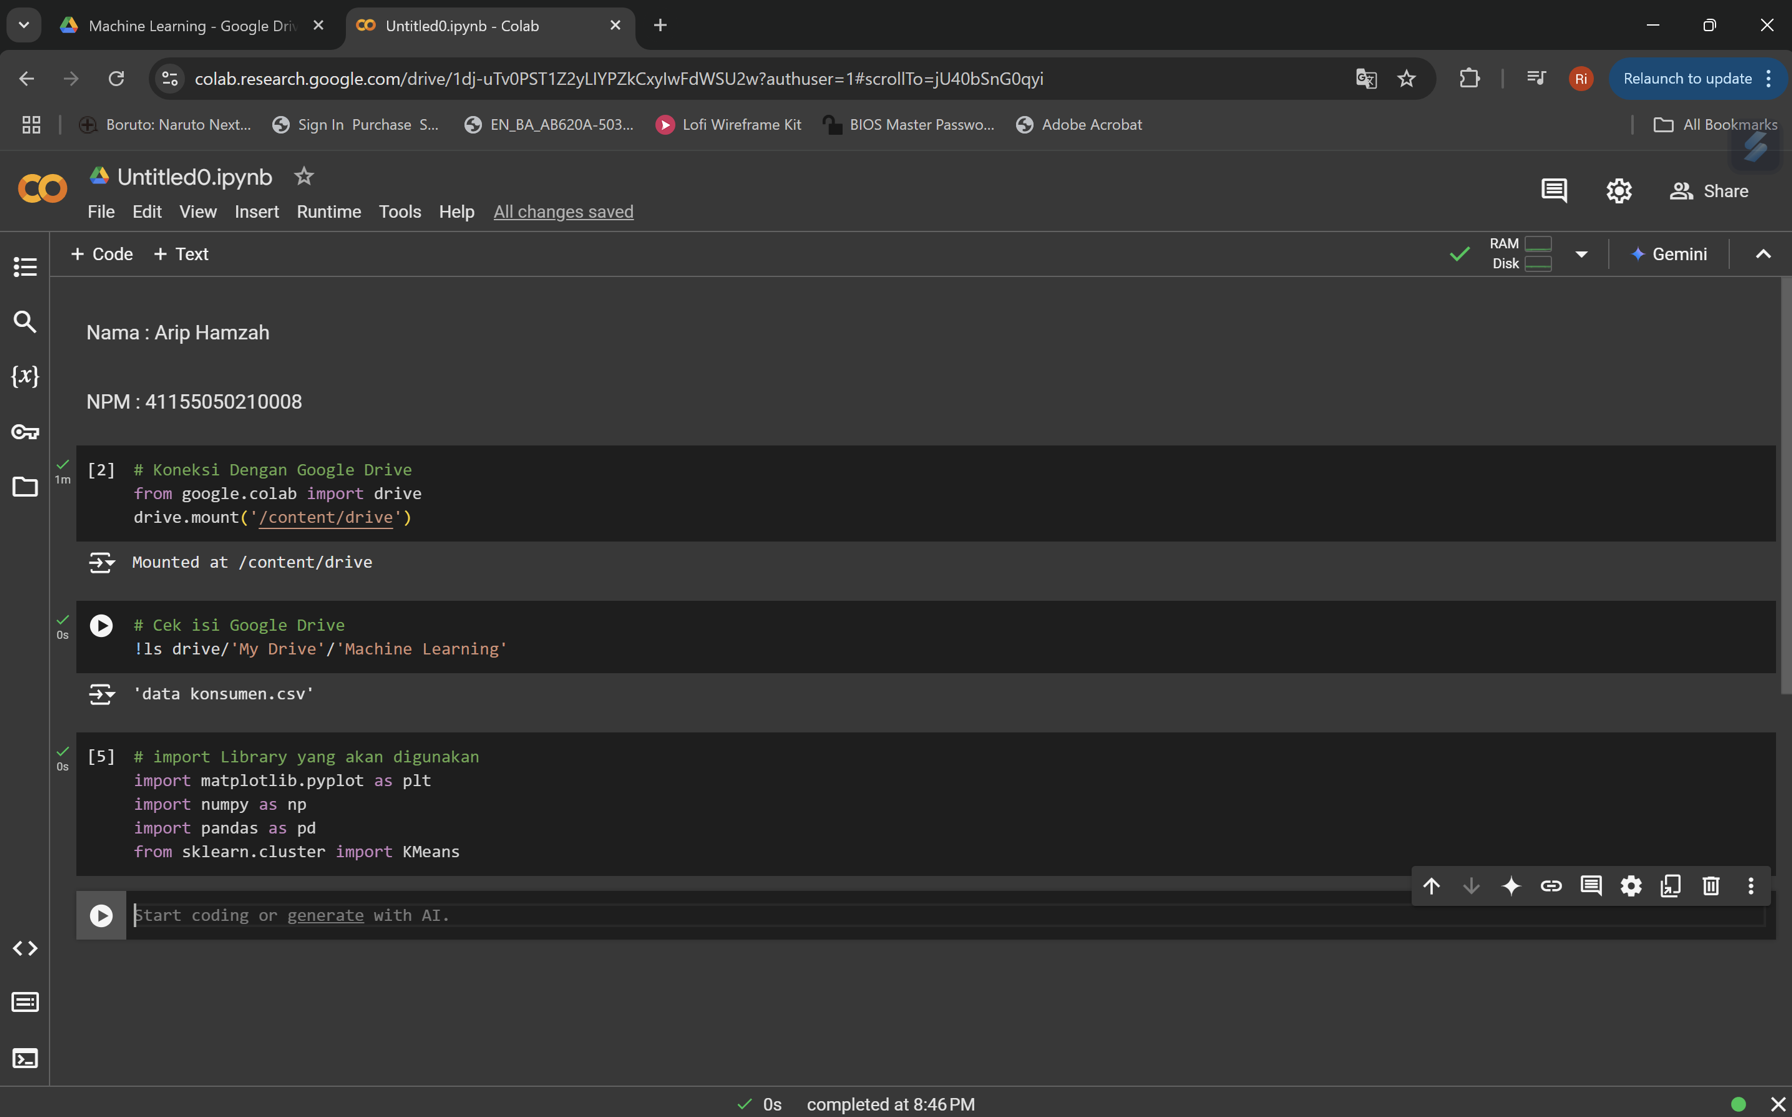 Machine Learning - Google Driv
Untitled0.ipynb - Colab
colab.research.google.com/drive/1dj-uTv0PST1Z2yLIYPZkCxylwFdWSU2w?authuser=1#scrollTo=jU40bSnG0qyi
Ri
Relaunch to update
Boruto: Naruto Next...
Sign In Purchase S...
EN_BA_AB620A-503...
Lofi Wireframe Kit
BIOS Master Passwo...
Adobe Acrobat
All Bookmarks
Untitled0.ipynb
Share
File Edit View Insert Runtime Tools Help All changes saved
+ Code + Text
RAM
Disk
Gemini
Nama : Arip Hamzah
NPM : 41155050210008
1m
[2] # Koneksi Dengan Google Drive
from google.colab import drive
drive.mount('/content/drive')
Mounted at /content/drive
0s
# Cek isi Google Drive
!ls drive/'My Drive'/'Machine Learning'
'data konsumen.csv'
0s
[5] # import Library yang akan digunakan
import matplotlib.pyplot as plt
import numpy as np
import pandas as pd
from sklearn.cluster import KMeans
Start coding or generate with AI.
0s completed at 8:46 PM